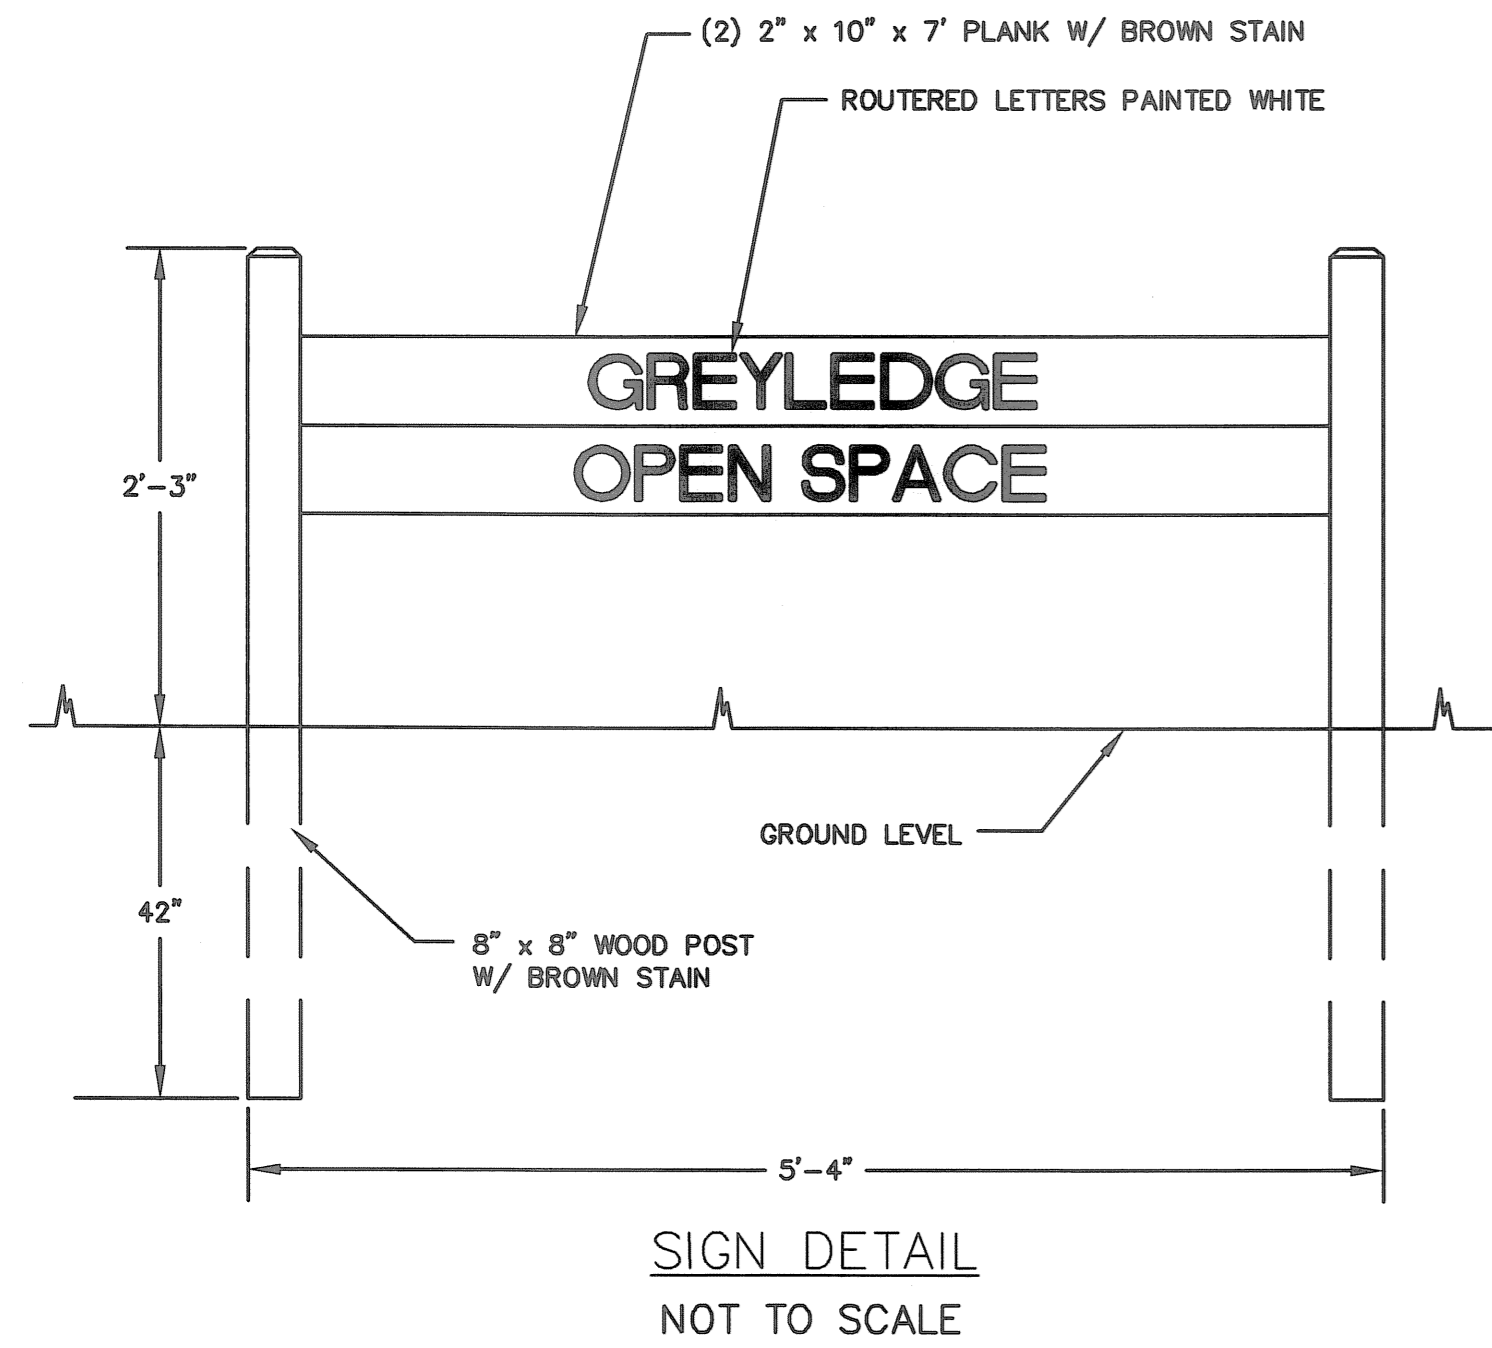 (2) 2" x 10" x 7' PLANK W/ BROWN STAIN
ROUTERED LETTERS PAINTED WHITE
GREYLEDGE
OPEN SPACE
2'-3"
GROUND LEVEL
42"
8" x 8" WOOD POST
W/ BROWN STAIN
5'-4"
SIGN DETAIL
NOT TO SCALE